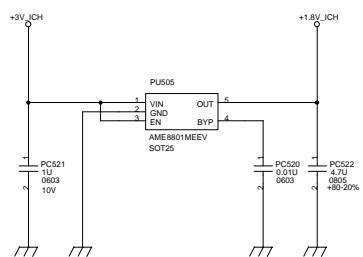 +3V_ICH
+1.8V_ICH
PU505
1 VIN OUT 5
2 GND
3 EN BYP 4
AME8801MEEV
SOT25
1
PC521
1U
0603
10V
2
1
PC520
0.01U
0603
2
1
PC522
4.7U
0805
+80-20%
2